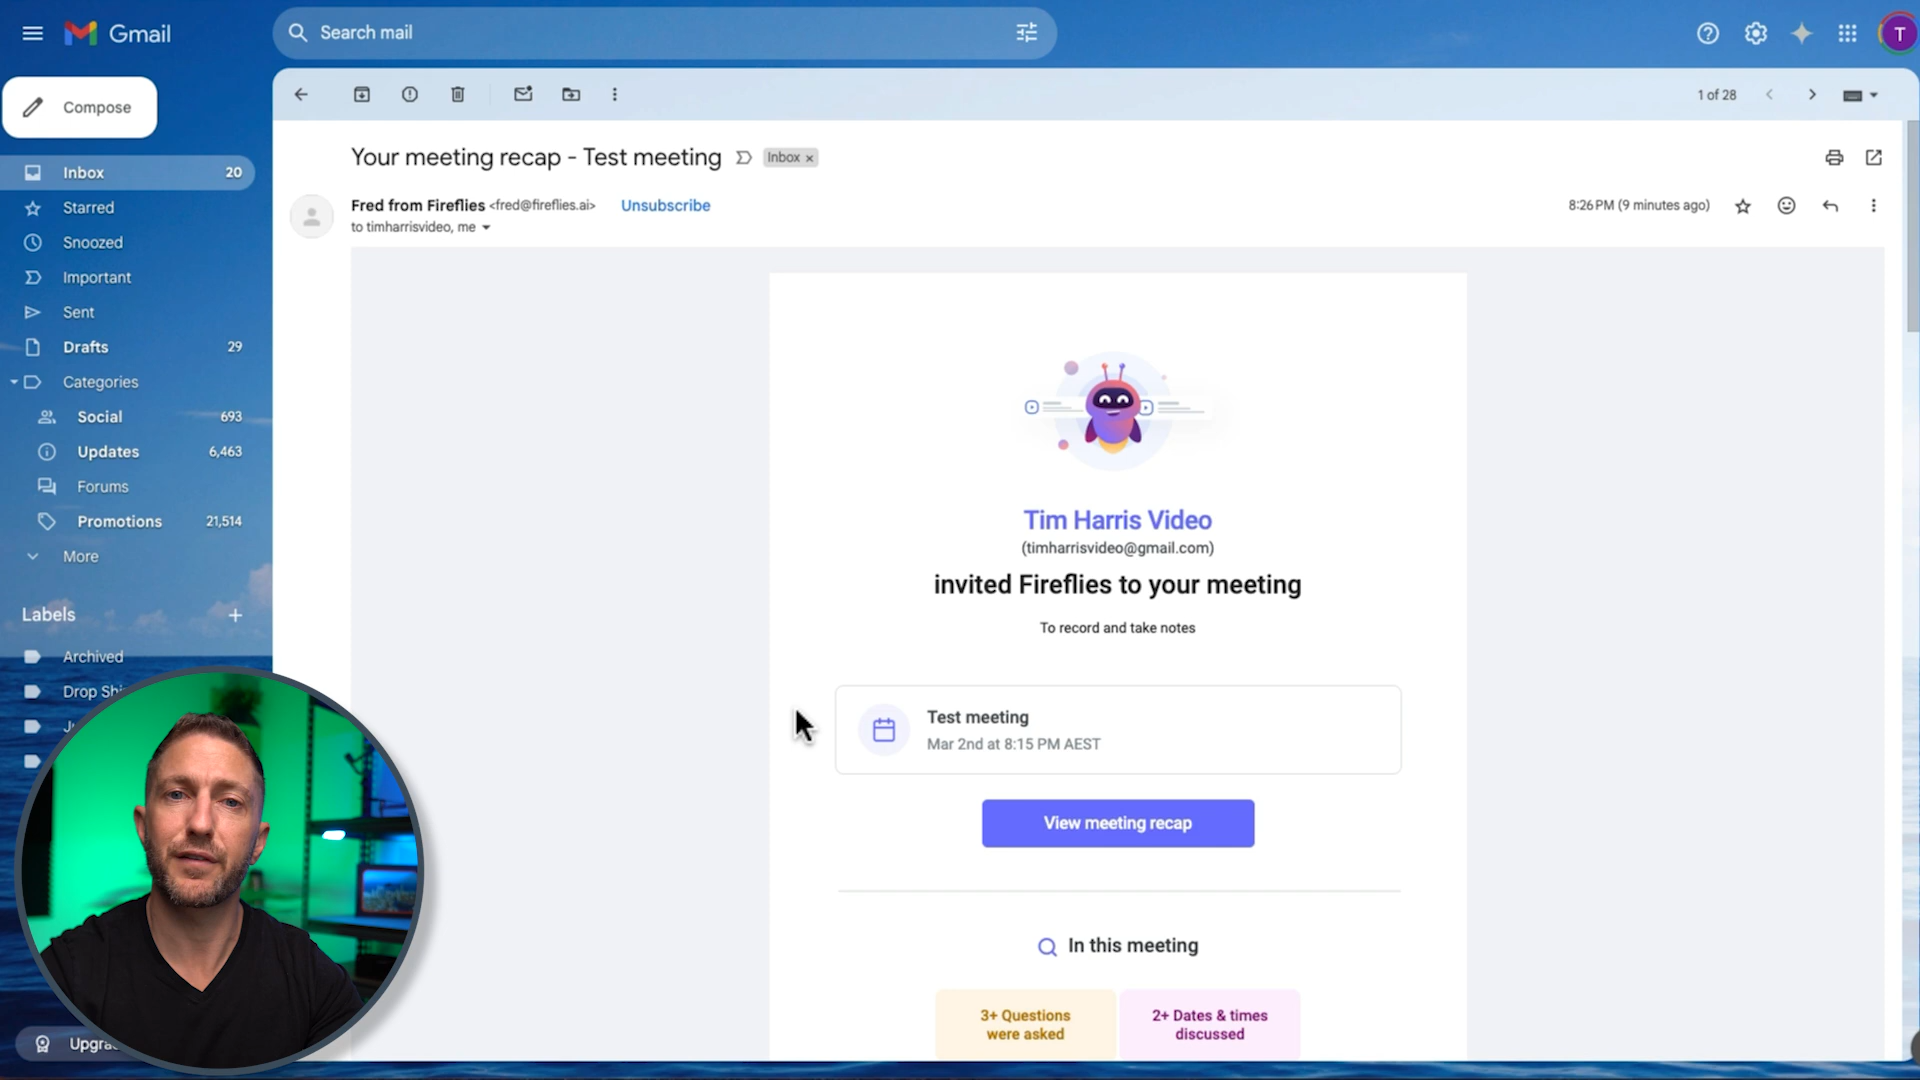 Gmail
Search mail
T
Compose
1 of 28
Inbox 20
Starred
Snoozed
Important
Sent
Drafts 29
Categories
Social 693
Updates 6,463
Forums
Promotions 21,514
More
Labels
Archived
Drop Shi
Upgra
Your meeting recap - Test meeting
Inbox x
Fred from Fireflies <fred@fireflies.ai> Unsubscribe
8:26 PM (9 minutes ago)
to timharrisvideo, me
Tim Harris Video
(timharrisvideo@gmail.com)
invited Fireflies to your meeting
To record and take notes
Test meeting
Mar 2nd at 8:15 PM AEST
View meeting recap
In this meeting
3+ Questions
were asked
2+ Dates & times
discussed